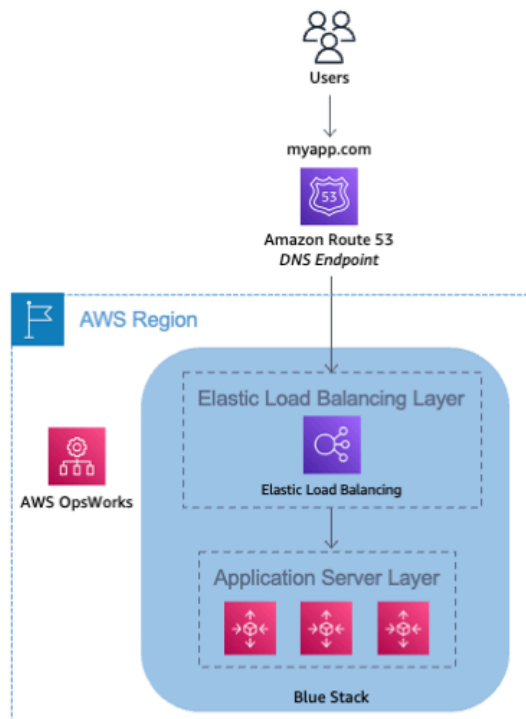 Users
myapp.com
53
Amazon Route 53
DNS Endpoint
AWS Region
Elastic Load Balancing Layer
Elastic Load Balancing
AWS OpsWorks
Application Server Layer
Blue Stack